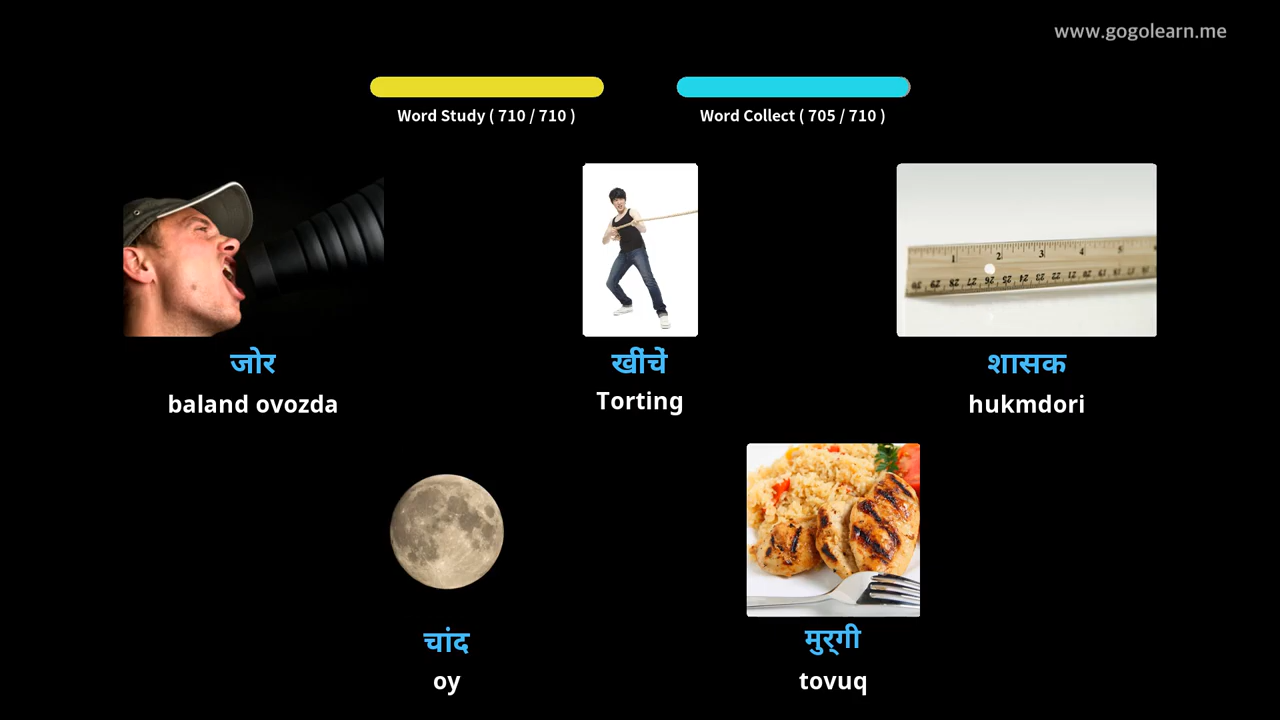 www.gogolearn.me
Word Study ( 710 / 710 )
Word Collect ( 705 / 710 )
जोर
baland ovozda
खींचें
Torting
शासक
hukmdori
चांद
oy
मुर्गी
tovuq